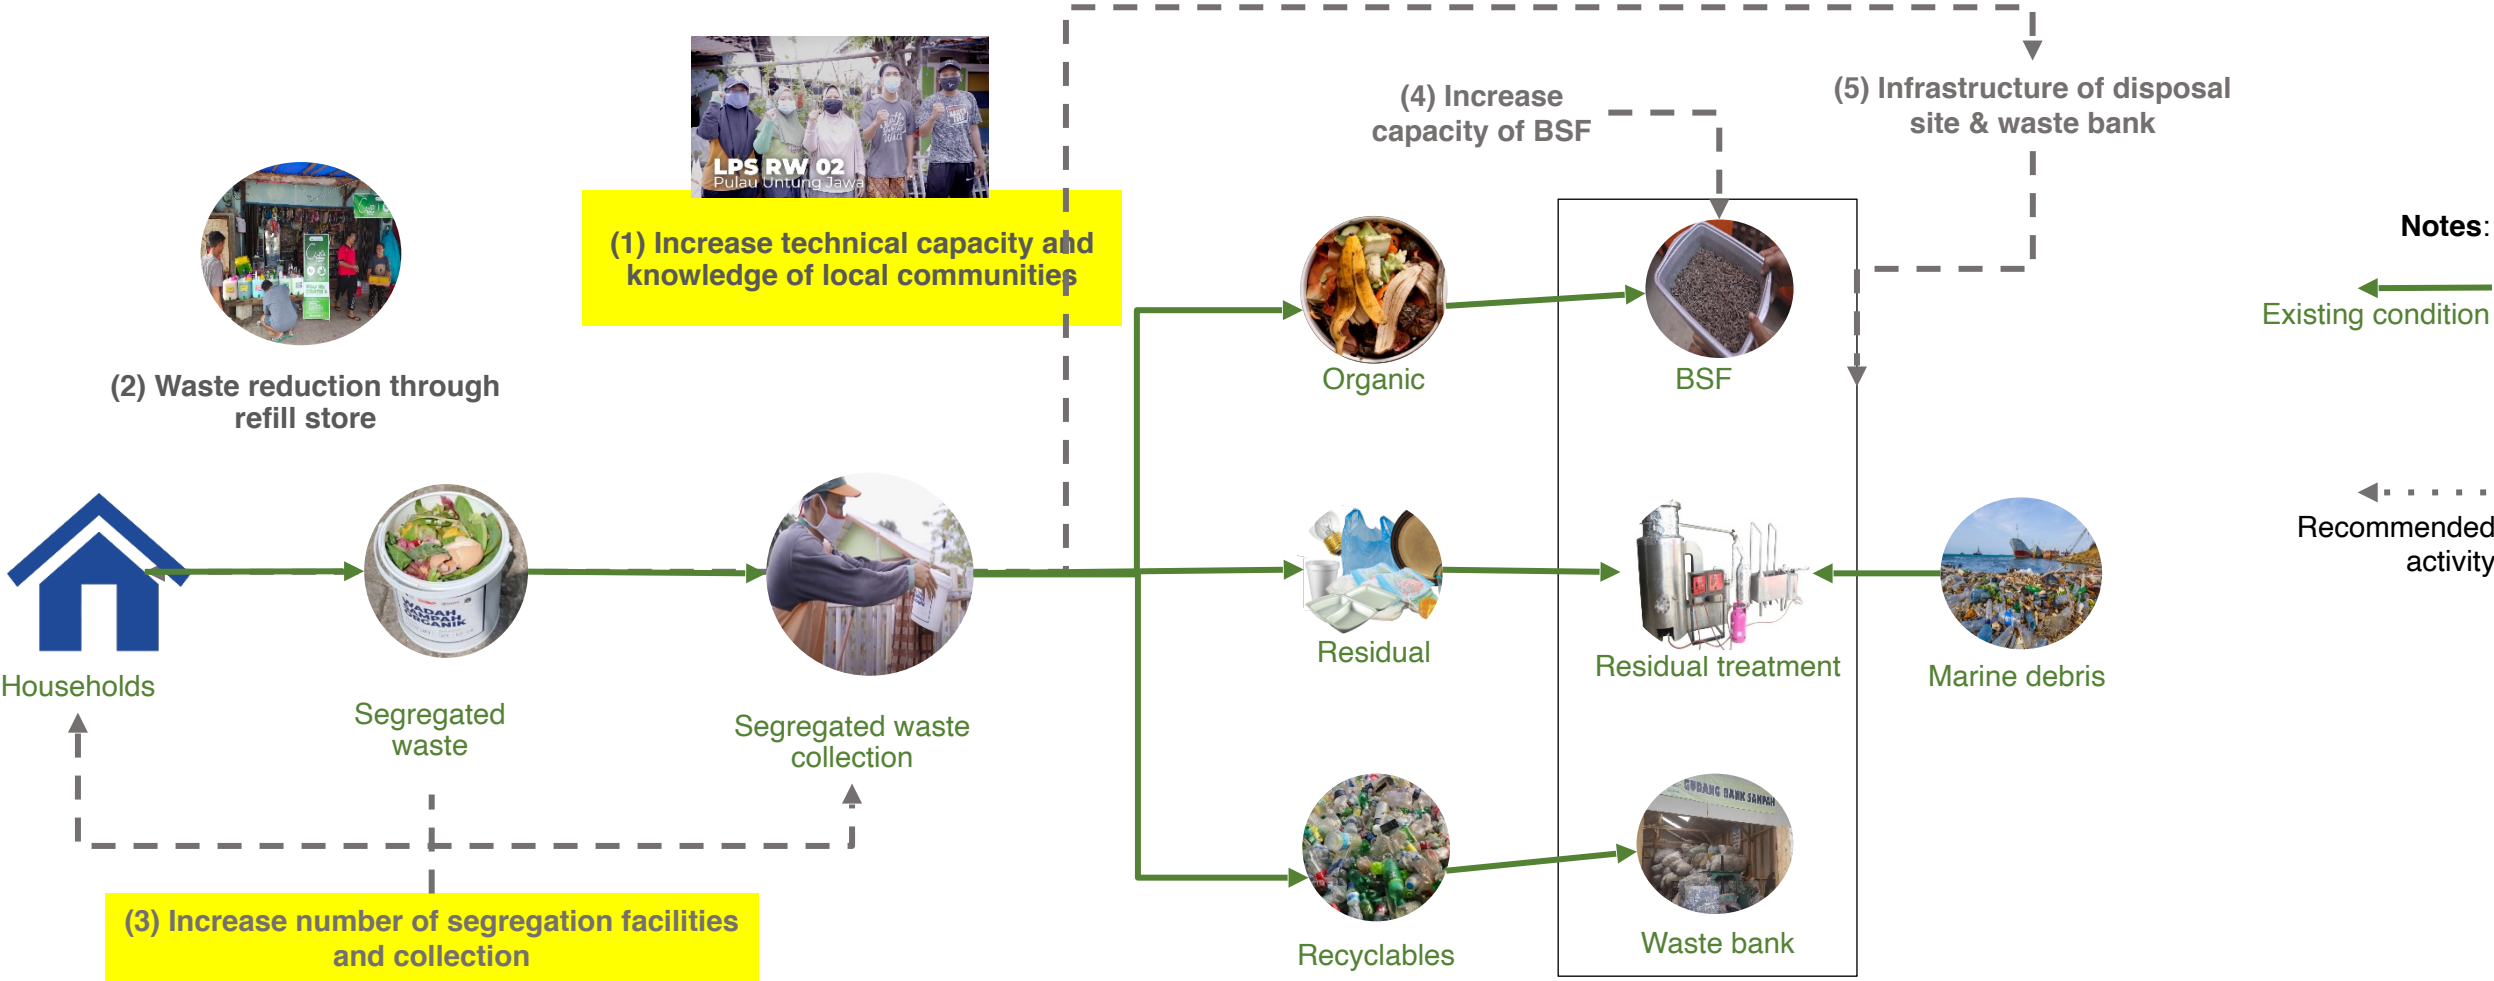 (4) Increase
capacity of BSF
(5) Infrastructure of disposal
site & waste bank
LPS RW 02
Pulau Untung Jawa
(1) Increase technical capacity and
knowledge of local communities
Notes:
Existing condition
(2) Waste reduction through
refill store
Organic
BSF
Recommended
activity
WADAH
SAMPAH
ORGANIK
Households
Segregated
waste
Segregated waste
collection
Residual
Residual treatment
Marine debris
GUDANG BANK SAMPAH
(3) Increase number of segregation facilities
and collection
Recyclables
Waste bank